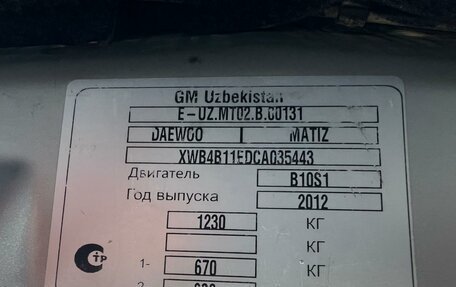 GM Uzbekistan
E-UZ.MT02.B.00131
DAEWOO MATIZ
XWB4B11EDCA035443
Двигатель B10S1
Год выпуска 2012
1230 КГ
КГ
1- 670 КГ
2